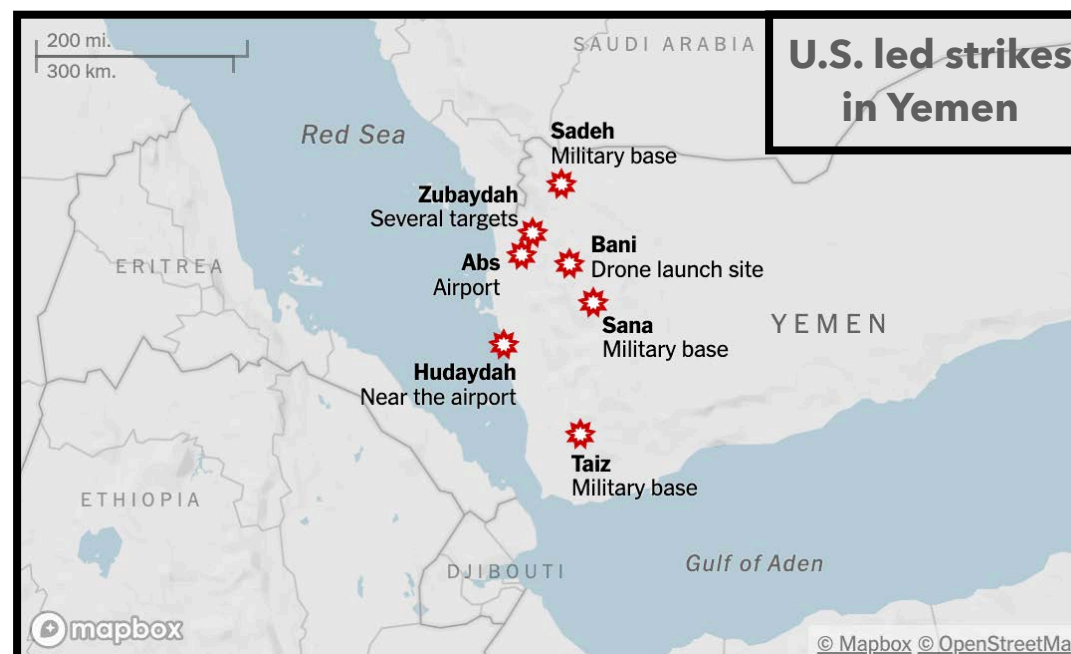 200 mi.
300 km.
SAUDI ARABIA
U.S. led strikes
in Yemen
Red Sea
Sadeh
Military base
Zubaydah
Several targets
Abs
Airport
Bani
Drone launch site
ERITREA
Sana
Military base
YEMEN
Hudaydah
Near the airport
Taiz
Military base
ETHIOPIA
DJIBOUTI
Gulf of Aden
mapbox
© Mapbox © OpenStreetMa